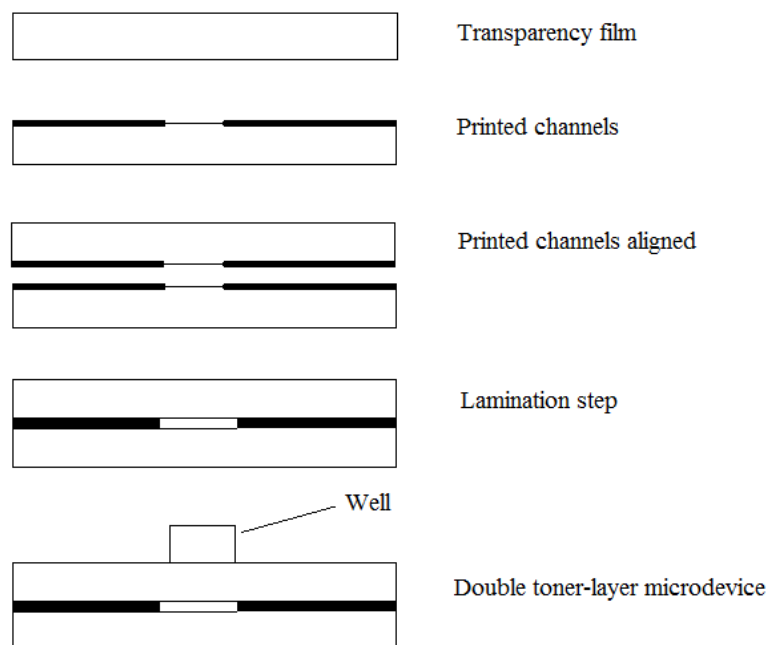 Transparency film
Printed channels
Printed channels aligned
Lamination step
Well
Double toner-layer microdevice